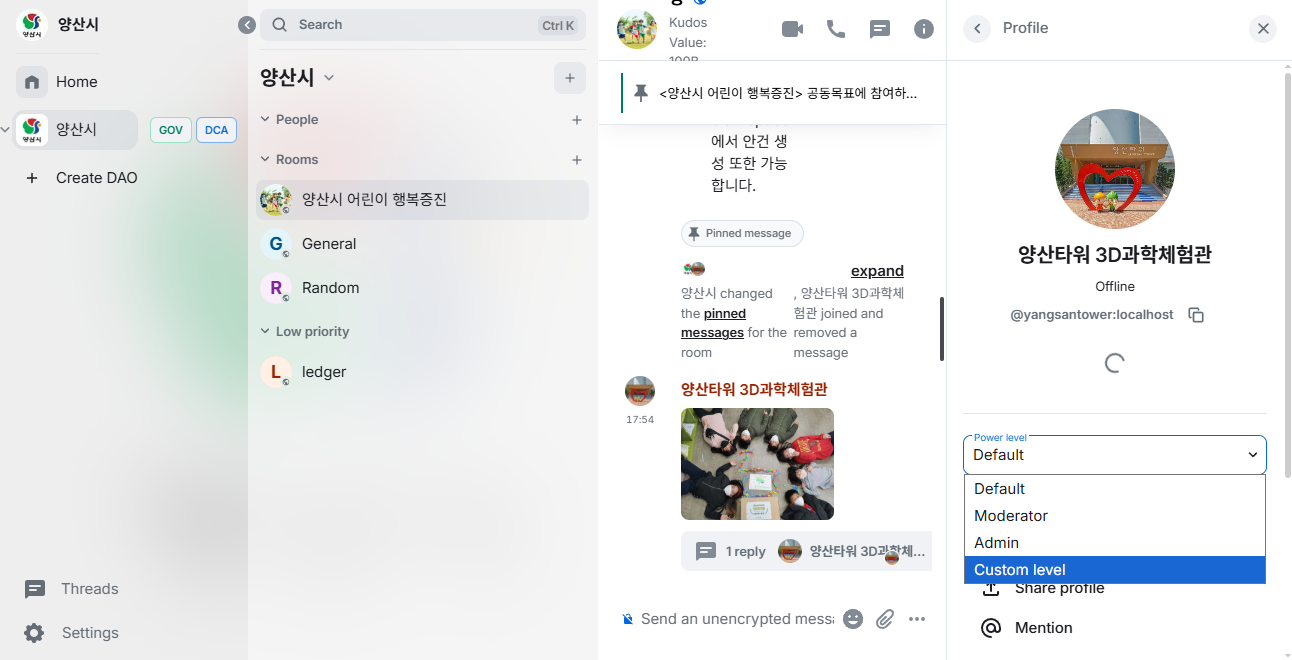 양산시
Home
양산시
GOV
DCA
Create DAO
Threads
Settings
Search
Ctrl K
양산시
People
Rooms
양산시 어린이 행복증진
G
General
R
Random
Low priority
L
ledger
Kudos
Value:
<양산시 어린이 행복증진> 공동목표에 참여하...
에서 안건 생
성 또한 가능
합니다.
Pinned message
expand
양산시 changed
the pinned
messages for the
room
, 양산타워 3D과학체
험관 joined and
removed a
message
양산타워 3D과학체험관
17:54
1 reply
양산타워 3D과학체...
Send an unencrypted messa
Profile
양산타워 3D과학체험관
Offline
@yangsantower:localhost
Power level
Default
Default
Moderator
Admin
Custom level
Share profile
Mention